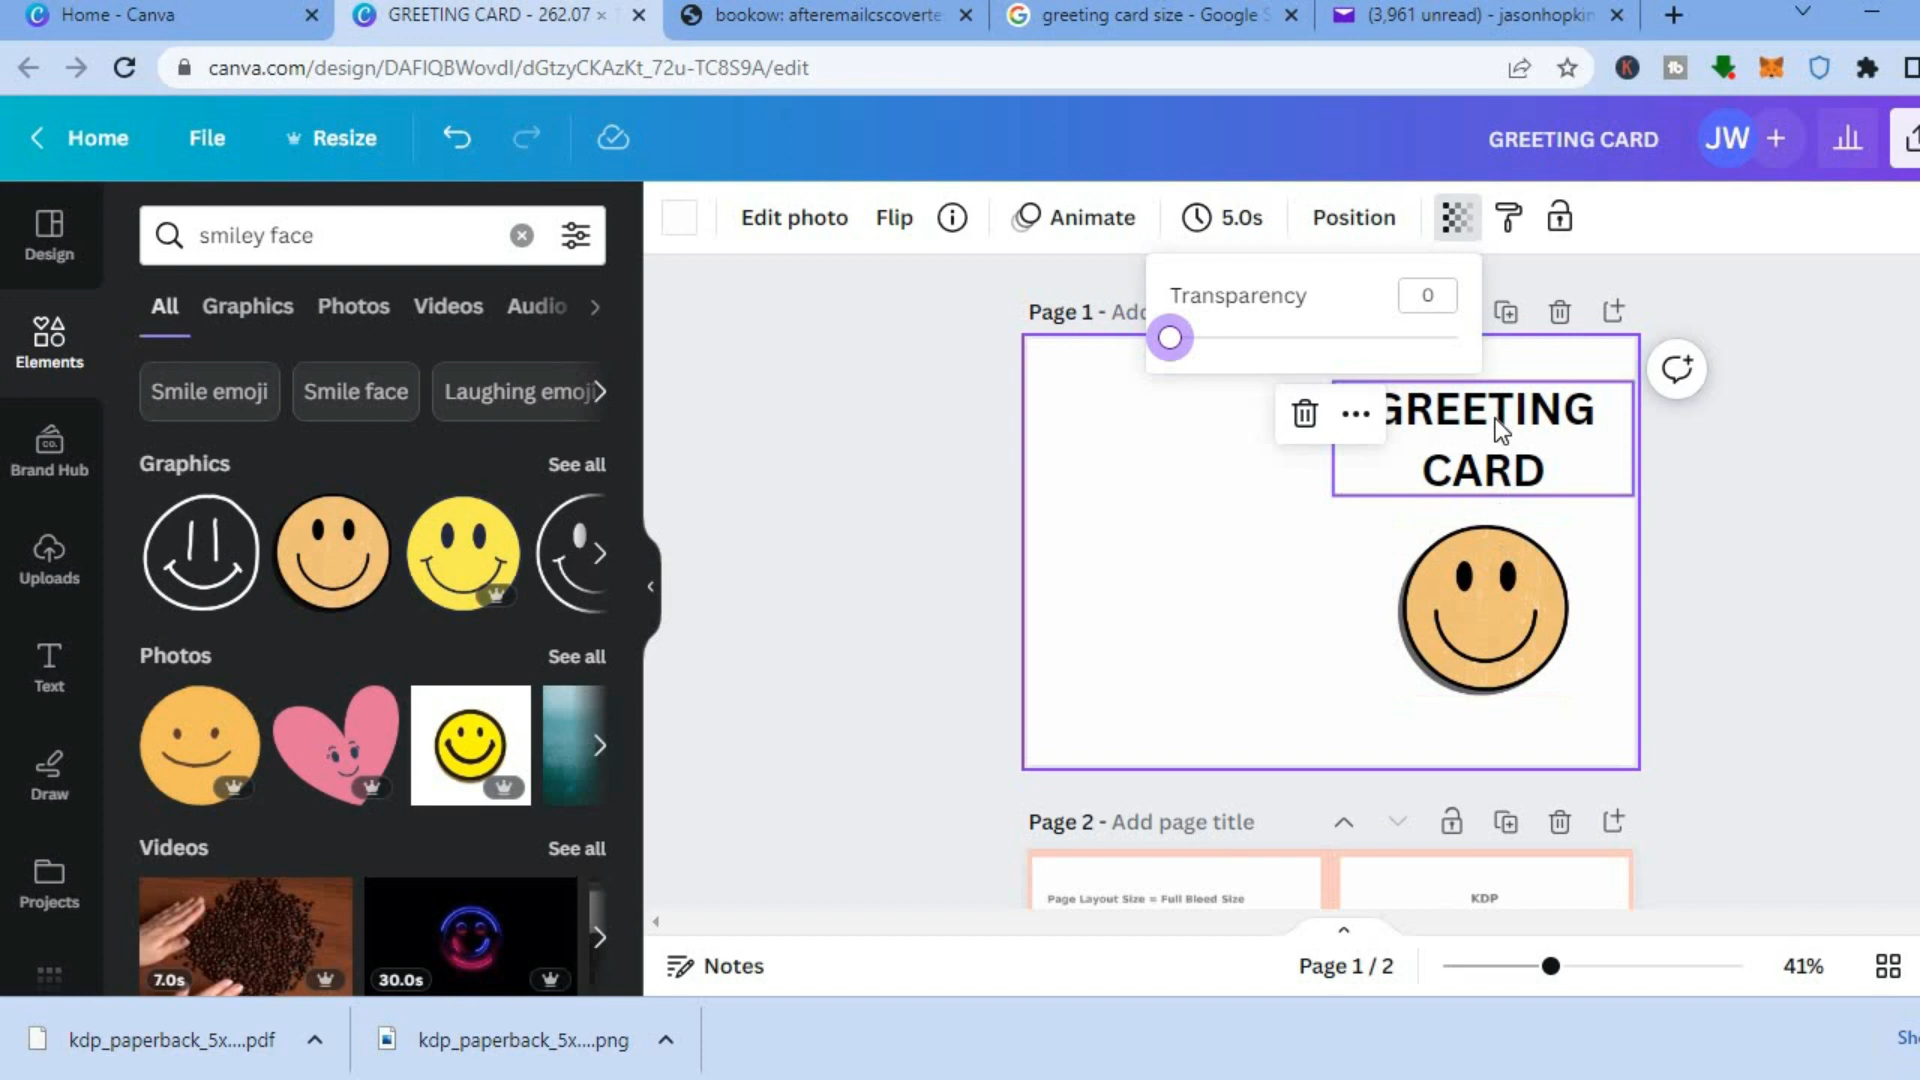 Home - Canva
GREETING CARD - 262.07 ×
bookow: afteremailcscoverte
greeting card size - Google
(3,961 unread) - jasonhopkin
canva.com/design/DAFIQBWovdI/dGtzyCKAzKt_72u-TC8S9A/edit
Home
File
Resize
GREETING CARD
JW
+
Design
Elements
Brand Hub
CO.
Uploads
Text
Draw
Projects
smiley face
All
Graphics
Photos
Videos
Audio
Smile emoji
Smile face
Laughing emoji
Graphics
See all
Photos
See all
Videos
See all
7.0s
30.0s
Edit photo
Flip
Animate
5.0s
Position
Transparency
0
Page 1 - Add
GREETING
CARD
Page 2 - Add page title
Page Layout Size = Full Bleed Size
KDP
Notes
Page 1 / 2
41%
kdp_paperback_5x....pdf
kdp_paperback_5x....png